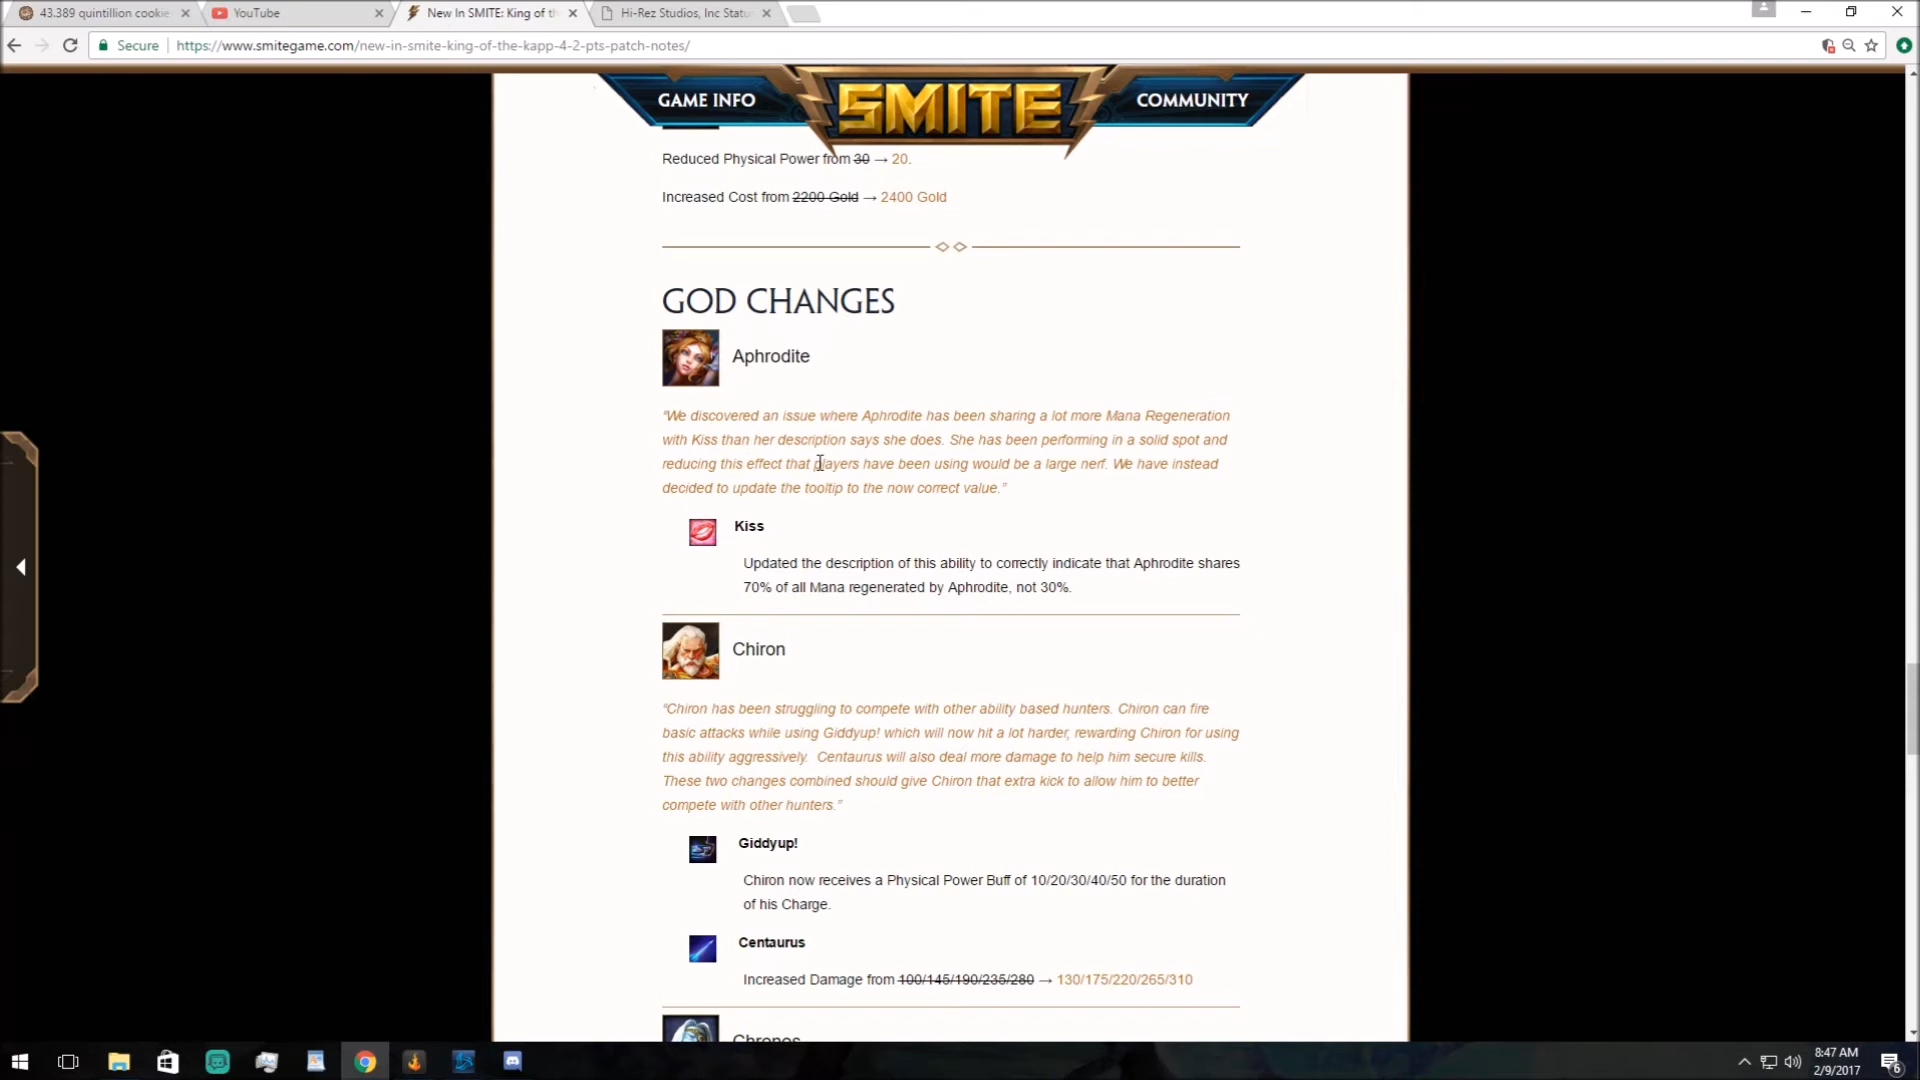 43.389 quintillion cookie
YouTube
New In SMITE: King of th
Hi-Rez Studios, Inc Statu
Secure
https://www.smitegame.com/new-in-smite-king-of-the-kapp-4-2-pts-patch-notes/
GAME INFO
SMITE
COMMUNITY
Reduced Physical Power from 30 → 20.
Increased Cost from 2200 Gold → 2400 Gold
GOD CHANGES
Aphrodite
“We discovered an issue where Aphrodite has been sharing a lot more Mana Regeneration
with Kiss than her description says she does. She has been performing in a solid spot and
reducing this effect that players have been using would be a large nerf. We have instead
decided to update the tooltip to the now correct value.”
Kiss
Updated the description of this ability to correctly indicate that Aphrodite shares
70% of all Mana regenerated by Aphrodite, not 30%.
Chiron
“Chiron has been struggling to compete with other ability based hunters. Chiron can fire
basic attacks while using Giddyup! which will now hit a lot harder, rewarding Chiron for using
this ability aggressively. Centaurus will also deal more damage to help him secure kills.
These two changes combined should give Chiron that extra kick to allow him to better
compete with other hunters.”
Giddyup!
Chiron now receives a Physical Power Buff of 10/20/30/40/50 for the duration
of his Charge.
Centaurus
Increased Damage from 100/145/190/235/280 → 130/175/220/265/310
Chronos
8:47 AM
2/9/2017
6